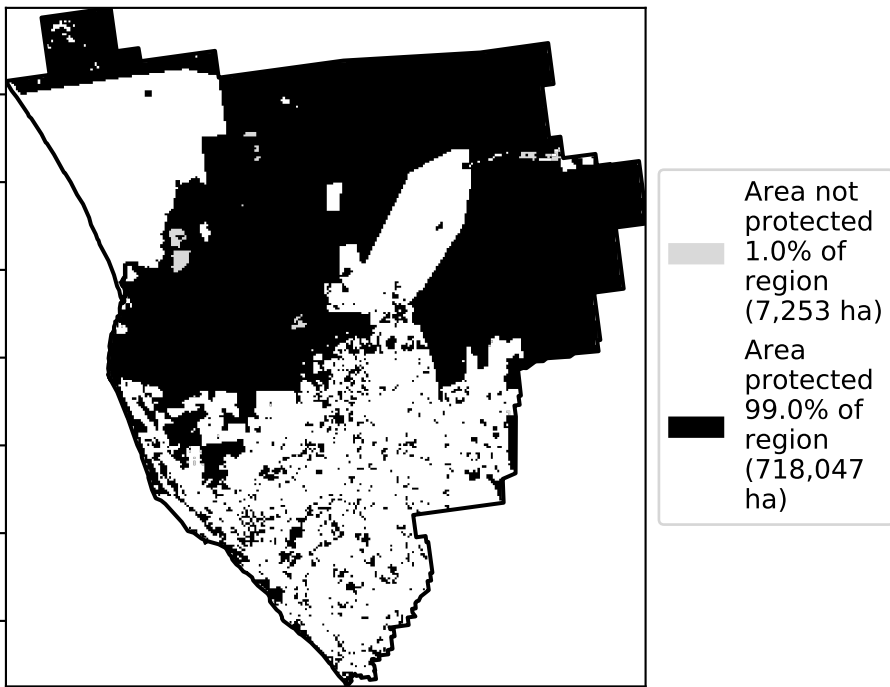 Area not
protected
1.0% of
region
(7,253 ha)
Area
protected
99.0% of
region
(718,047
ha)